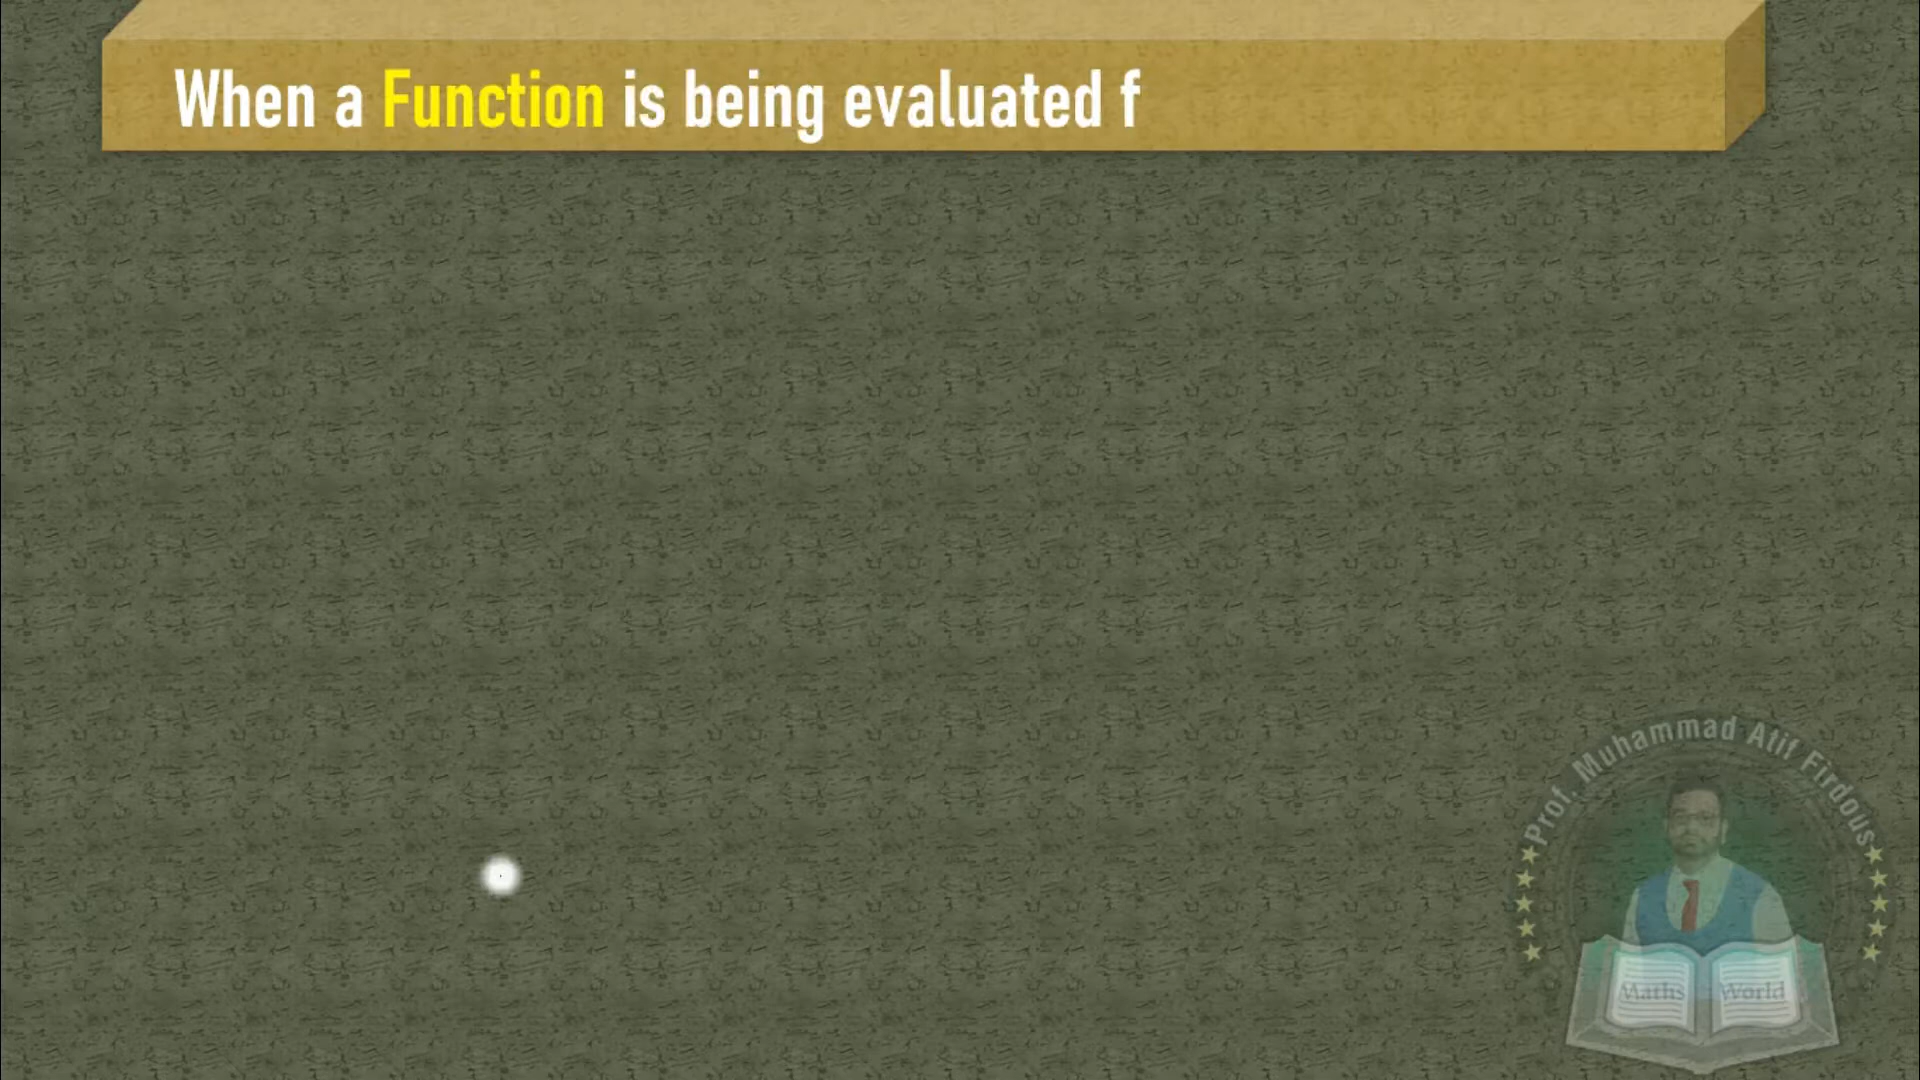 When a Function is being evaluated f
Prof. Muhammad Atif Firdous
Maths World